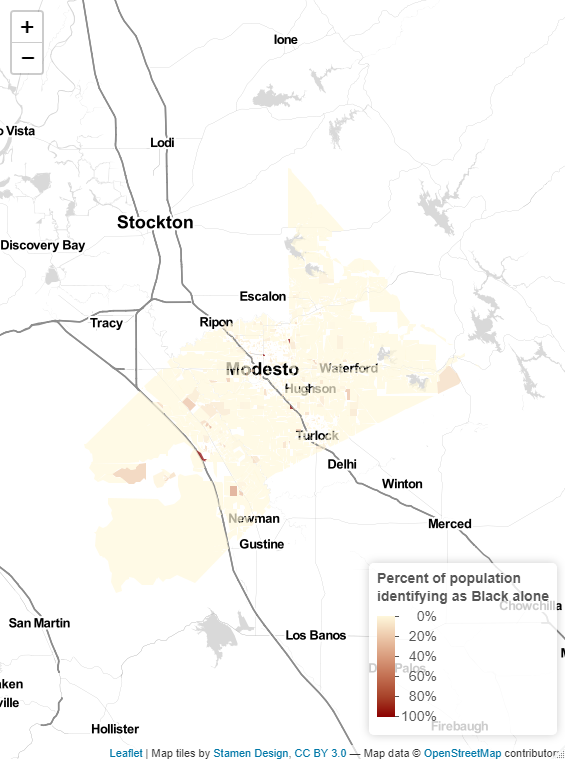 +
−
Ione
o Vista
Lodi
Stockton
Discovery Bay
Escalon
Tracy
Ripon
Modesto
Waterford
Hughson
Turlock
Delhi
Winton
Merced
Newman
Gustine
Percent of population
identifying as Black alone
0%
20%
40%
60%
80%
100%
Chowchilla
San Martin
Los Banos
M
Palos
aken
ville
Hollister
Firebaugh
Leaflet | Map tiles by Stamen Design, CC BY 3.0 — Map data © OpenStreetMap contributors